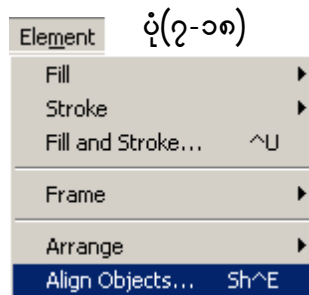 Element ပုံ(၇-၁၈)
Fill
Stroke
Fill and Stroke... ^U
Frame
Arrange
Align Objects... Sh^E